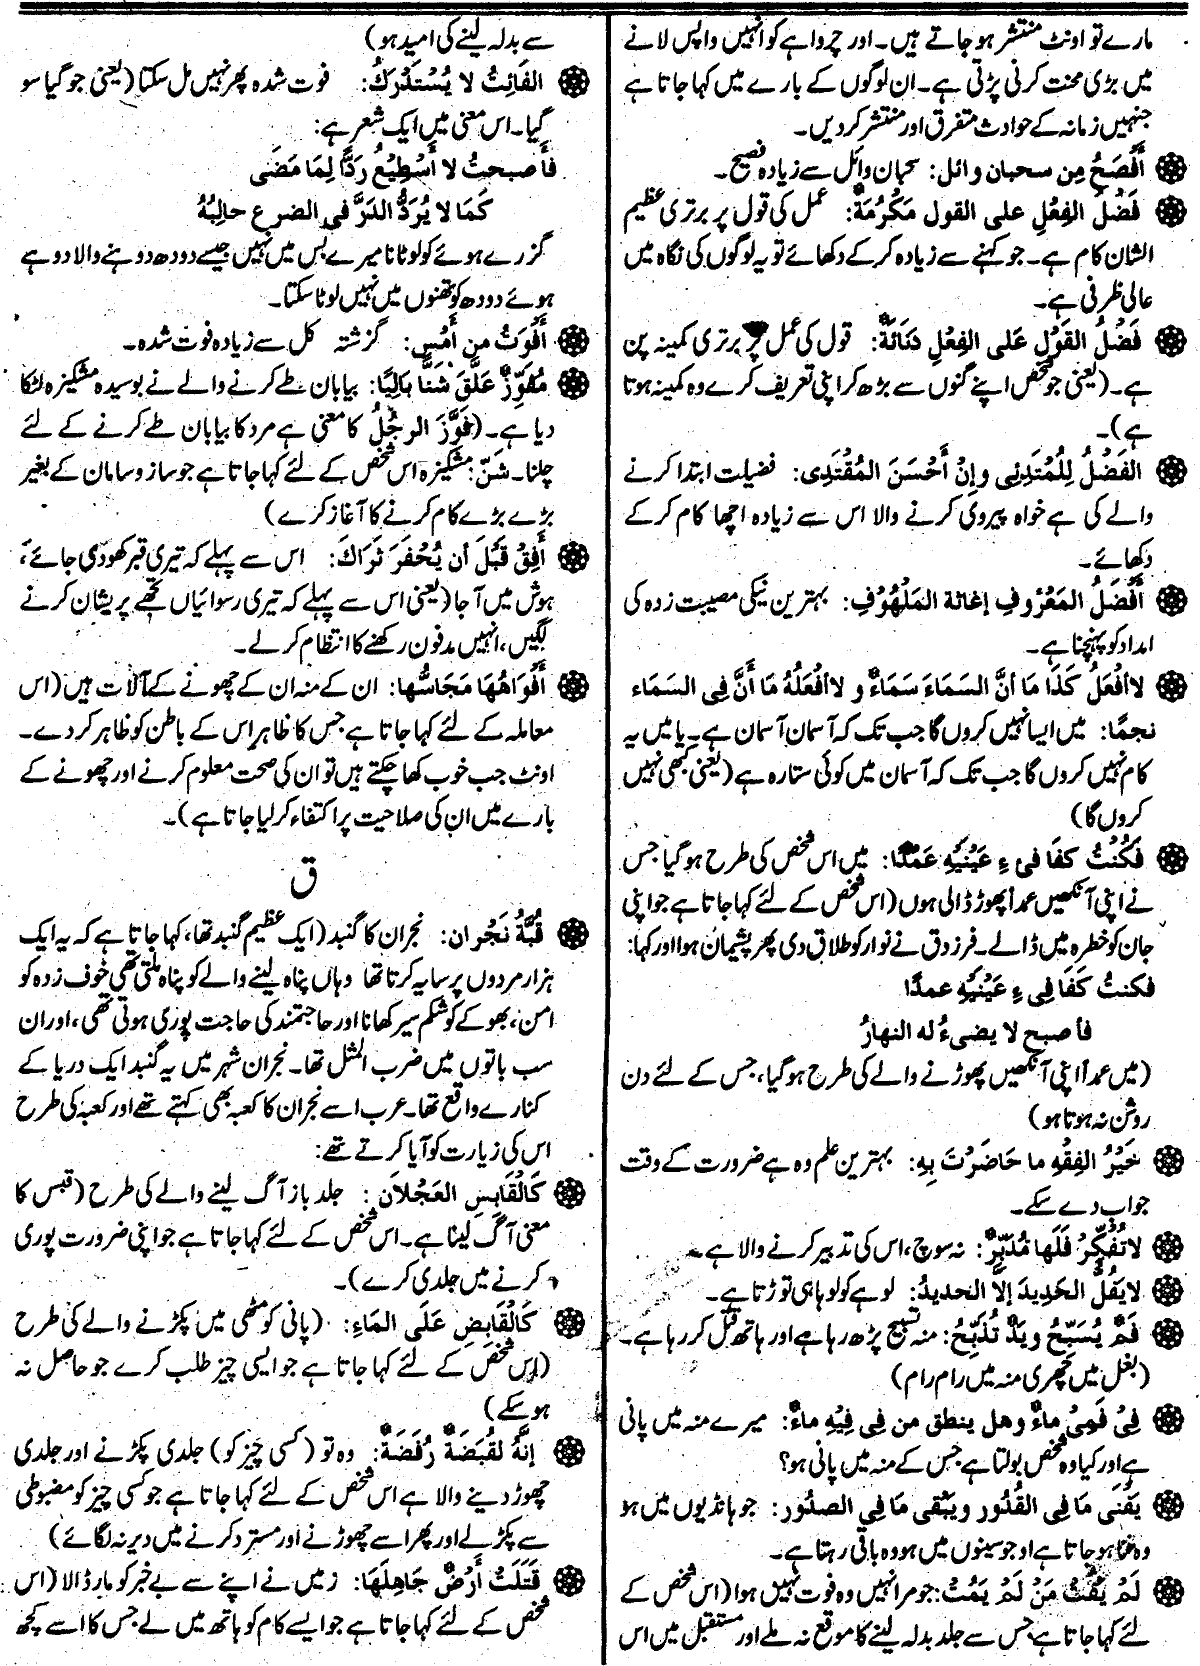 مارے تو اونٹ منتشر ہو جاتے ہیں۔ اور چرواہے کو انہیں واپس لانے
میں بڑی محنت کرنی پڑتی ہے۔ ان لوگوں کے بارے میں کہا جاتا ہے
جنہیں زمانہ کے حوادث متفرق اور منتشر کر دیں۔
أَفْصَحُ مِن سحبان وائل: سحبان وائل سے زیادہ فصیح۔
فَضْلُ الفِعْلِ على القول مَكْرُمَةٌ: عمل کی قول پر برتری عظیم
الشان کام ہے۔ جو کہنے سے زیادہ کر کے دکھائے تو یہ لوگوں کی نگاہ میں
عالی ظرفی ہے۔
فَضْلُ القَوْلِ عَلى الفِعْلِ دَنَائَةٌ: قول کی عمل پر برتری کمینہ پن
ہے۔ (یعنی جو شخص اپنے گنوں سے بڑھ کر اپنی تعریف کرے وہ کمینہ ہوتا
ہے)۔
الفَضْلُ لِلْمُبْتَدِئِ وإنْ أَحْسَنَ المُقْتَدِى: فضیلت ابتدا کرنے
والے کی ہے خواہ پیروی کرنے والا اس سے زیادہ اچھا کام کر کے
دکھائے۔
أَفْضَلُ المَعْرُوفِ إغاثة المَلْهُوفِ: بہترین نیکی مصیبت زدہ کی
امداد کو پہنچنا ہے۔
لاأفْعَلُ كَذَا مَا أنَّ السَّمَاءَ سَمَاءٌ و لاأفْعَلُهُ مَا أَنَّ فِى السَّمَاء
نجمًا: میں ایسا نہیں کروں گا جب تک کہ آسمان آسمان ہے۔ یا میں یہ
کام نہیں کروں گا جب تک کہ آسمان میں کوئی ستارہ ہے (یعنی کبھی نہیں
کروں گا)
فَكُنْتُ كَفَا قِیءِ عَيْنَيْهِ عَمْدًا: میں اس شخص کی طرح ہو گیا جس
نے اپنی آنکھیں عمداً پھوڑ ڈالی ہوں (اس شخص کے لئے کہا جاتا ہے جو اپنی
جان کو خطرہ میں ڈالے۔ فرزدق نے نوار کو طلاق دی پھر پشیمان ہوا اور کہا:
فكنتُ كَفَا قِیءِ عَيْنَيْهِ عمدًا
فأصبح لا يضىءُ له النهارُ
(میں عمداً اپنی آنکھیں پھوڑنے والے کی طرح ہو گیا، جس کے لئے دن
روشن نہ ہوتا ہو)
خَيْرُ الفِقْهِ ما حَاضَرْتَ بِهِ: بہترین علم وہ ہے ضرورت کے وقت
جواب دے سکے۔
لاتُفَكِّرْ فَلَها مُدَبِّرٌ: نہ سوچ، اس کی تدبیر کرنے والا ہے۔
لايَفُلُّ الحَدِيدَ إلَّا الحديدُ: لوہے کو لوہا ہی توڑتا ہے۔
فَمٌ يُسَبِّحُ ويَدٌ تُذَبِّحُ: منہ تسبیح پڑھ رہا ہے اور ہاتھ قتل کر رہا ہے۔
(بغل میں چھری منہ میں رام رام)
فِىْ فَمِىْ مَاءٌ وهل ينطق من فِى فِيْهِ ماءٌ: میرے منہ میں پانی
ہے اور کیا وہ شخص بولتا ہے جس کے منہ میں پانی ہو؟
يَفْنَى مَا فِى القُدُور ويَبْقى مَا فِى الصدُور: جو ہانڈیوں میں ہو
وہ فنا ہو جاتا ہے او جو سینوں میں ہو وہ باقی رہتا ہے۔
لَمْ يَفُتْ مَنْ لَمْ يَمُتْ: جو مرا نہیں وہ فوت نہیں ہوا (اس شخص کے
لئے کہا جاتا ہے جس سے جلد بدلہ لینے کا موقع نہ ملے اور مستقبل میں اس
سے بدلہ لینے کی امید ہو)
الفَائِتُ لا يُسْتَدْرَكُ: فوت شدہ پھر نہیں مل سکتا (یعنی جو گیا سو
گیا۔ اس معنی میں ایک شعر ہے:
فأصبحتُ لا أَسْطِيْعُ رَدًّا لِمَا مَضَى
كَمَا لا يُرَدُّ الدَرَّ فى الضرع حالِبُهُ
گزرے ہوئے کو لوٹانا میرے بس میں نہیں جیسے دودھ دوہنے والا دوہے
ہوئے دودھ کو تھنوں میں نہیں لوٹا سکتا۔
أَفْوَتُ مِن أَمْسِ: گزشتہ کل سے زیادہ فوت شدہ۔
مُفَوِّزٌ عَلَّقَ شَنًّا بَالِيًا: بیابان طے کرنے والے نے بوسیدہ مشکیزہ لٹکا
دیا ہے۔ (فَوَّزَ الرجُلُ کا معنی ہے مرد کا بیابان طے کرنے کے لئے
چلنا۔ شَنّ: مشکیزہ اس شخص کے لئے کہا جاتا ہے جو ساز و سامان کے بغیر
بڑے بڑے کام کرنے کا آغاز کرے)
أَفِقْ قَبْلَ أن يُحْفَرَ ثَرَاكَ: اس سے پہلے کہ تیری قبر کھودی جائے،
ہوش میں آ جا (یعنی اس سے پہلے کہ تیری رسوائیاں تجھے پریشان کرنے
لگیں، انہیں مدفون رکھنے کا انتظام کر لے۔
أَفْوَاهُهَا مَجَاسُّها: ان کے منہ ان کے چھونے کے آلات ہیں (اس
معاملہ کے لئے کہا جاتا ہے جس کا ظاہر اس کے باطن کو ظاہر کر دے۔
اونٹ جب خوب کھا چکتے ہیں تو ان کی صحت معلوم کرنے اور چھونے کے
بارے میں ان کی صلاحیت پر اکتفاء کر لیا جاتا ہے)۔
ق
قُبَّةُ نَجْران: نجران کا گنبد (ایک عظیم گنبد تھا، کہا جاتا ہے کہ یہ ایک
ہزار مردوں پر سایہ کرتا تھا وہاں پناہ لینے والے کو پناہ ملتی تھی خوف زدہ کو
امن، بھوکے کو شکم سیر کھانا اور حاجتمند کی حاجت پوری ہوتی تھی، اور ان
سب باتوں میں ضرب المثل تھا۔ نجران شہر میں یہ گنبد ایک دریا کے
کنارے واقع تھا۔ عرب اسے نجران کا کعبہ بھی کہتے تھے اور کعبہ کی طرح
اس کی زیارت کو آیا کرتے تھے:
كَالْقَابِسِ العَجْلَانِ: جلد باز آگ لینے والے کی طرح (قبس کا
معنی آگ لینا ہے۔ اس شخص کے لئے کہا جاتا ہے جو اپنی ضرورت پوری
کرنے میں جلدی کرے)۔
كَالْقَابِضِ عَلَى المَاءِ: (پانی کو مٹھی میں پکڑنے والے کی طرح
(اس شخص کے لئے کہا جاتا ہے جو ایسی چیز طلب کرے جو حاصل نہ
ہو سکے)
إنَّهُ لقُبَضَةٌ رُفَضَةٌ: وہ تو (کسی چیز کو) جلدی پکڑنے اور جلدی
چھوڑ دینے والا ہے اس شخص کے لئے کہا جاتا ہے جو کسی چیز کو مضبوطی
سے پکڑ لے اور پھر اسے چھوڑنے اور مسترد کرنے میں دیر نہ لگائے)
قَتَلَتْ أَرْضٌ جَاهِلَهَا: زمین نے اپنے سے بے خبر کو مار ڈالا (اس
شخص کے لئے کہا جاتا ہے جو ایسے کام کو ہاتھ میں لے جس کا اسے کچھ